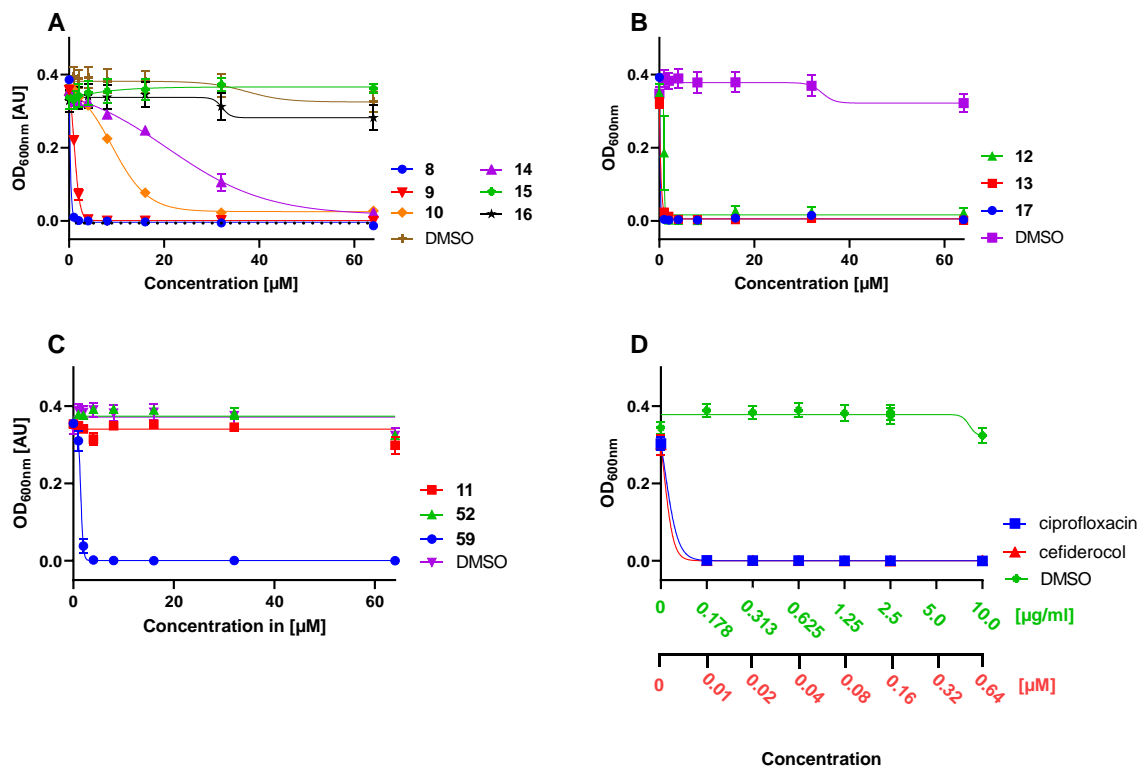 A
OD600nm [AU]
0.4
0.2
0.0
0 20 40 60
Concentration [µM]
8
9
10
DMSO
14
15
16
B
OD600nm
0.4
0.2
0.0
0 20 40 60
Concentration [µM]
12
13
17
DMSO
C
OD600nm [AU]
0.4
0.2
0.0
0 20 40 60
Concentration in [µM]
11
52
59
DMSO
D
OD600nm
0.4
0.2
0.0
ciprofloxacin
cefiderocol
DMSO
0 0.178 0.313 0.625 1.25 2.5 5.0 10.0 [µg/ml]
0 0.01 0.02 0.04 0.08 0.16 0.32 0.64 [µM]
Concentration